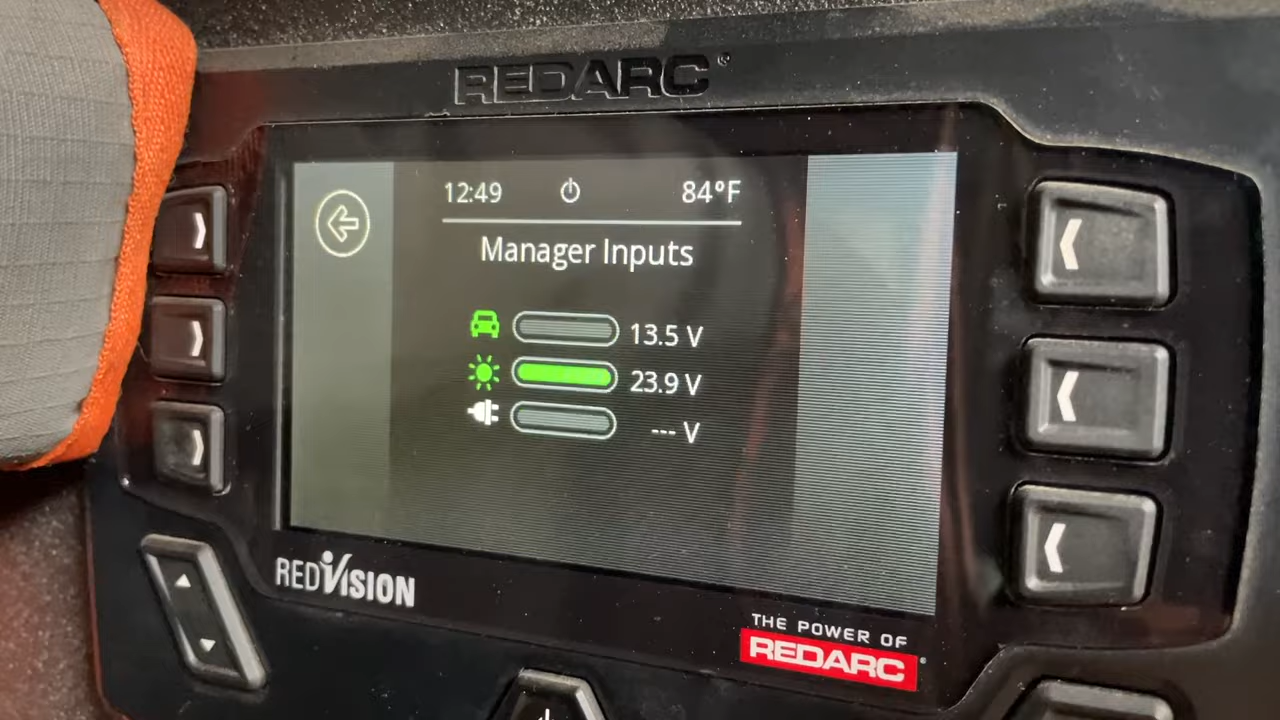 REDARC®
12:49 84°F
Manager Inputs
13.5 V
23.9 V
--- V
REDVISION
THE POWER OF
REDARC®